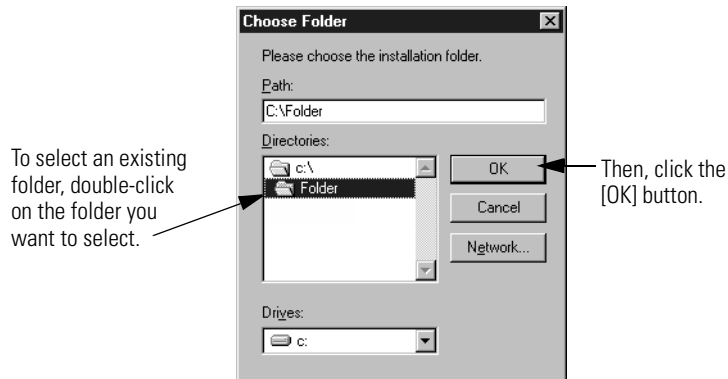 Choose Folder
Please choose the installation folder.
Path:
C:\Folder
Directories:
c:\
Folder
OK
Cancel
Network...
Drives:
c:
To select an existing
folder, double-click
on the folder you
want to select.
Then, click the
[OK] button.